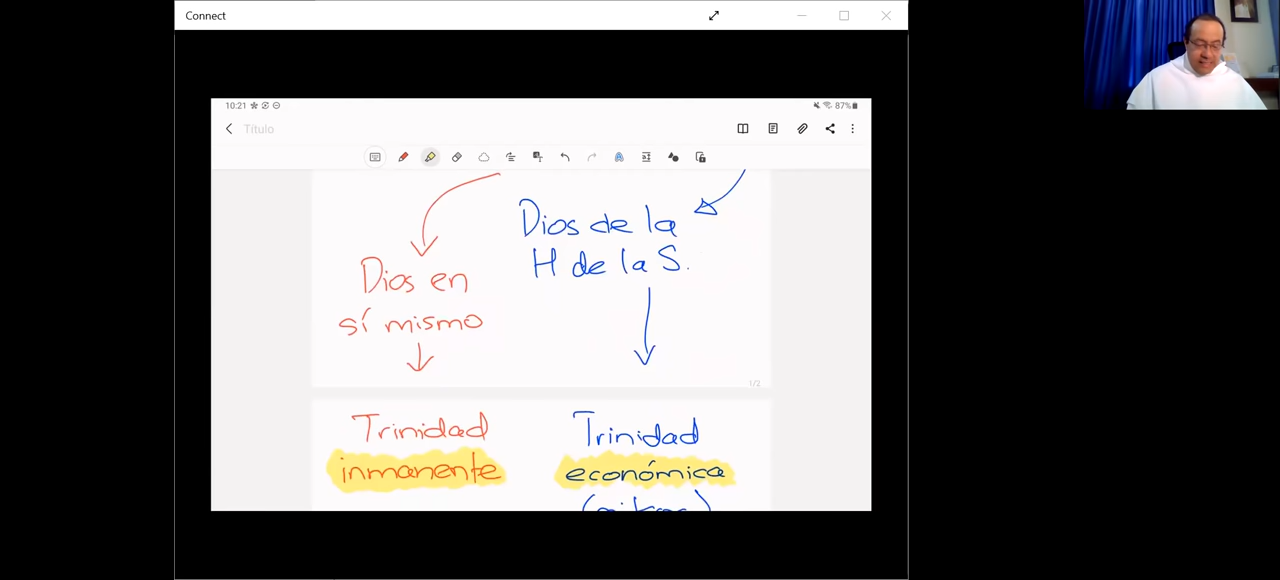 Connect
10:21
87%
Título
Dios de la
H de la S.
Dios en
sí mismo
1/2
Trinidad
inmanente
Trinidad
económica